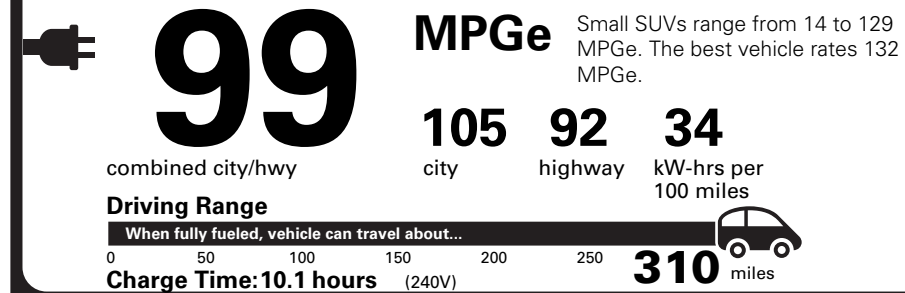 99
MPGe
Small SUVs range from 14 to 129
MPGe. The best vehicle rates 132
MPGe.
105 92 34
combined city/hwy
city highway kW-hrs per
100 miles
Driving Range
When fully fueled, vehicle can travel about...
0 50 100 150 200 250 310 miles
Charge Time: 10.1 hours (240V)